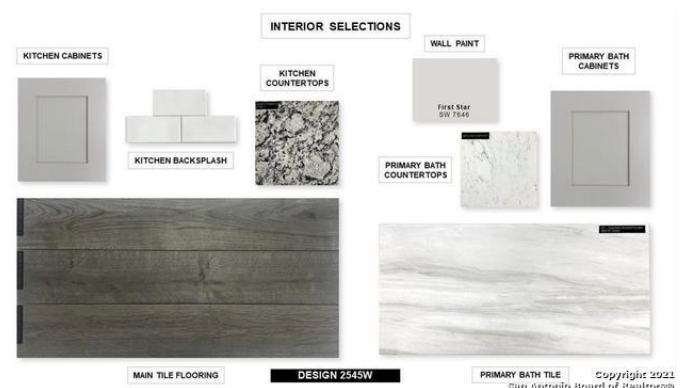 INTERIOR SELECTIONS
WALL PAINT
KITCHEN CABINETS
PRIMARY BATH
CABINETS
KITCHEN
COUNTERTOPS
First Star
SW 7646
KITCHEN BACKSPLASH
PRIMARY BATH
COUNTERTOPS
MAIN TILE FLOORING
DESIGN 2545W
PRIMARY BATH TILE
Copyright 2021
San Antonio Board of Realtors®